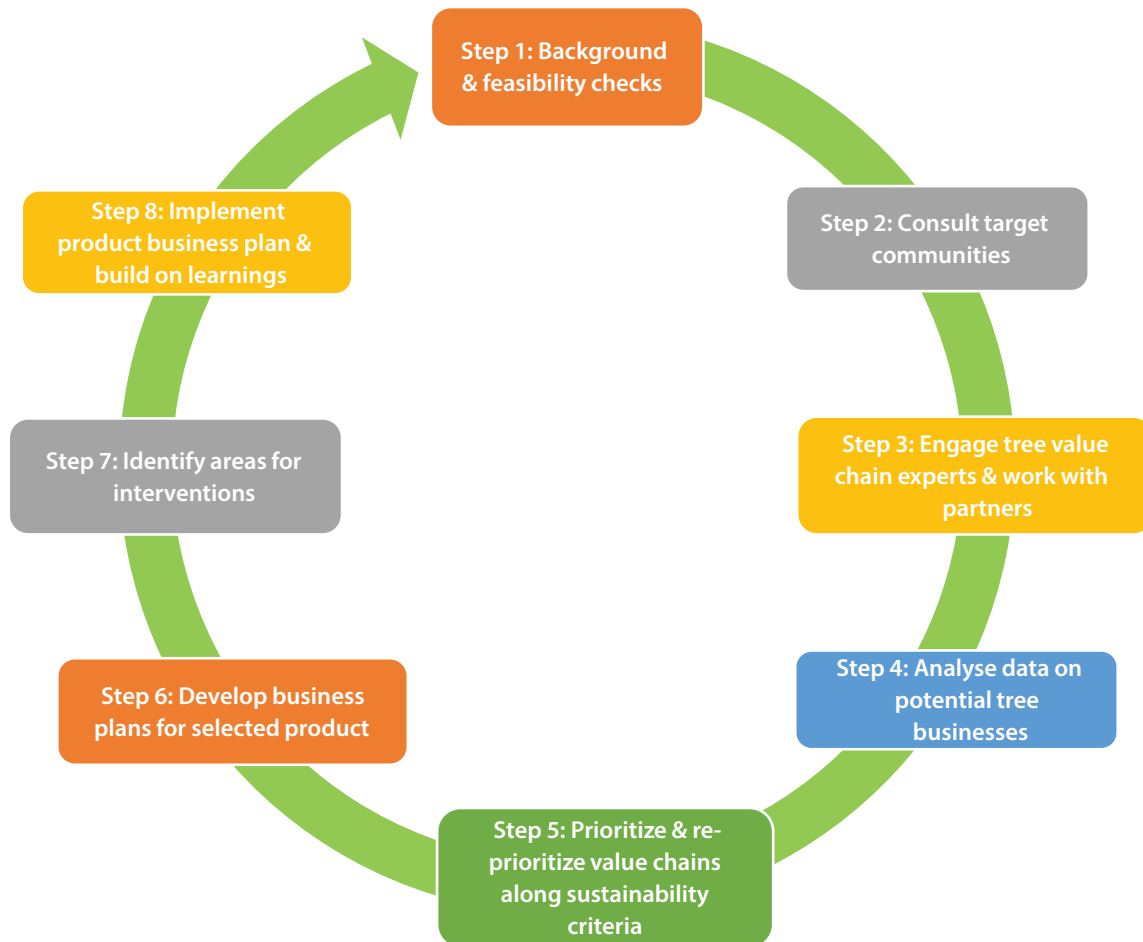 Step 1: Background
& feasibility checks
Step 2: Consult target
communities
Step 3: Engage tree value
chain experts & work with
partners
Step 4: Analyse data on
potential tree
businesses
Step 5: Prioritize & re-
prioritize value chains
along sustainability
criteria
Step 6: Develop business
plans for selected product
Step 7: Identify areas for
interventions
Step 8: Implement
product business plan &
build on learnings